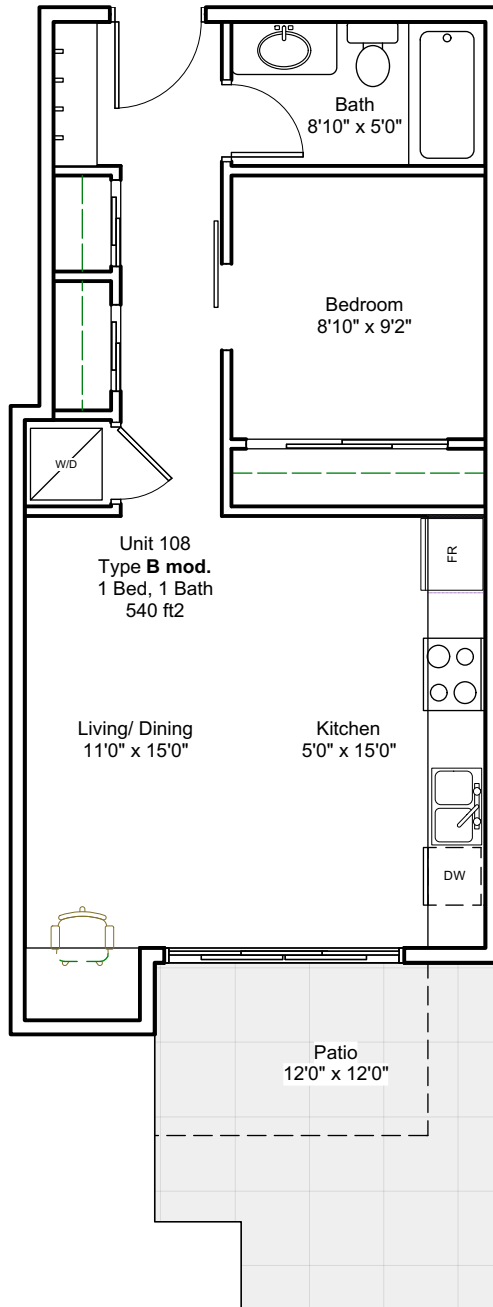 Bath
8'10" x 5'0"
Bedroom
8'10" x 9'2"
W/D
Unit 108
Type B mod.
1 Bed, 1 Bath
540 ft2
FR
Living/ Dining
11'0" x 15'0"
Kitchen
5'0" x 15'0"
DW
Patio
12'0" x 12'0"